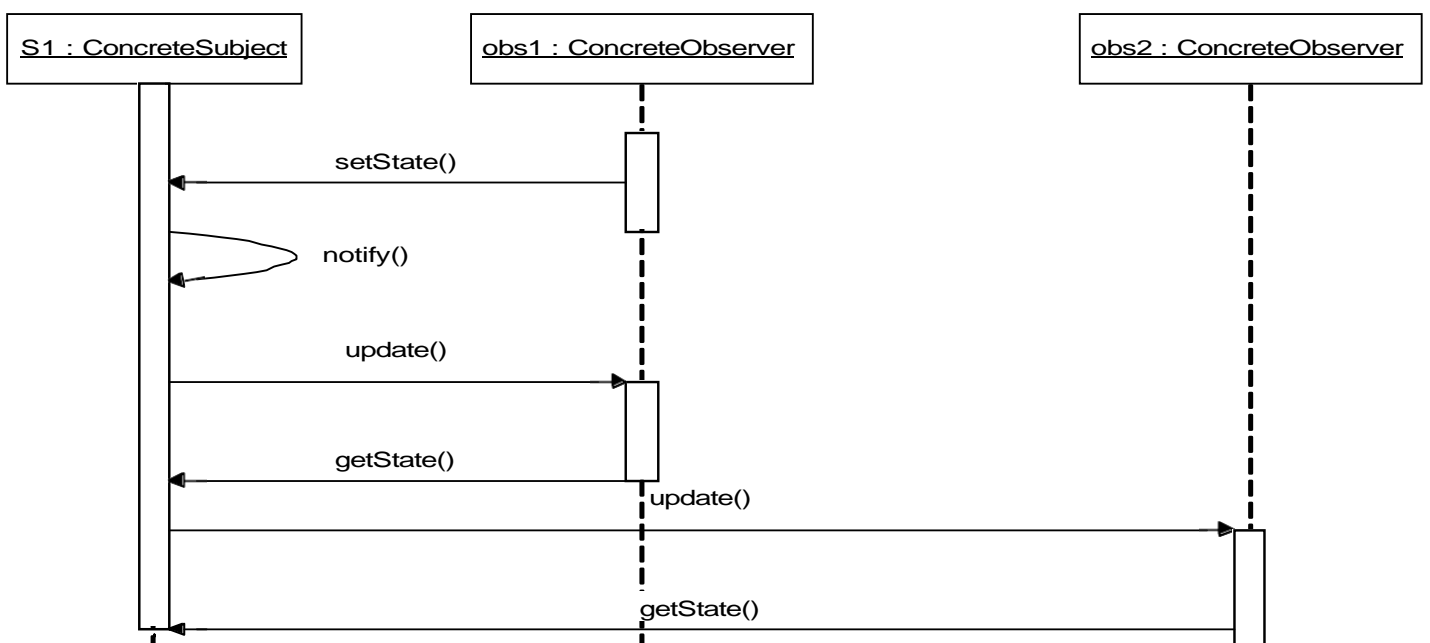 S1 : ConcreteSubject
obs1 : ConcreteObserver
obs2 : ConcreteObserver
setState()
notify()
update()
getState()
update()
getState()